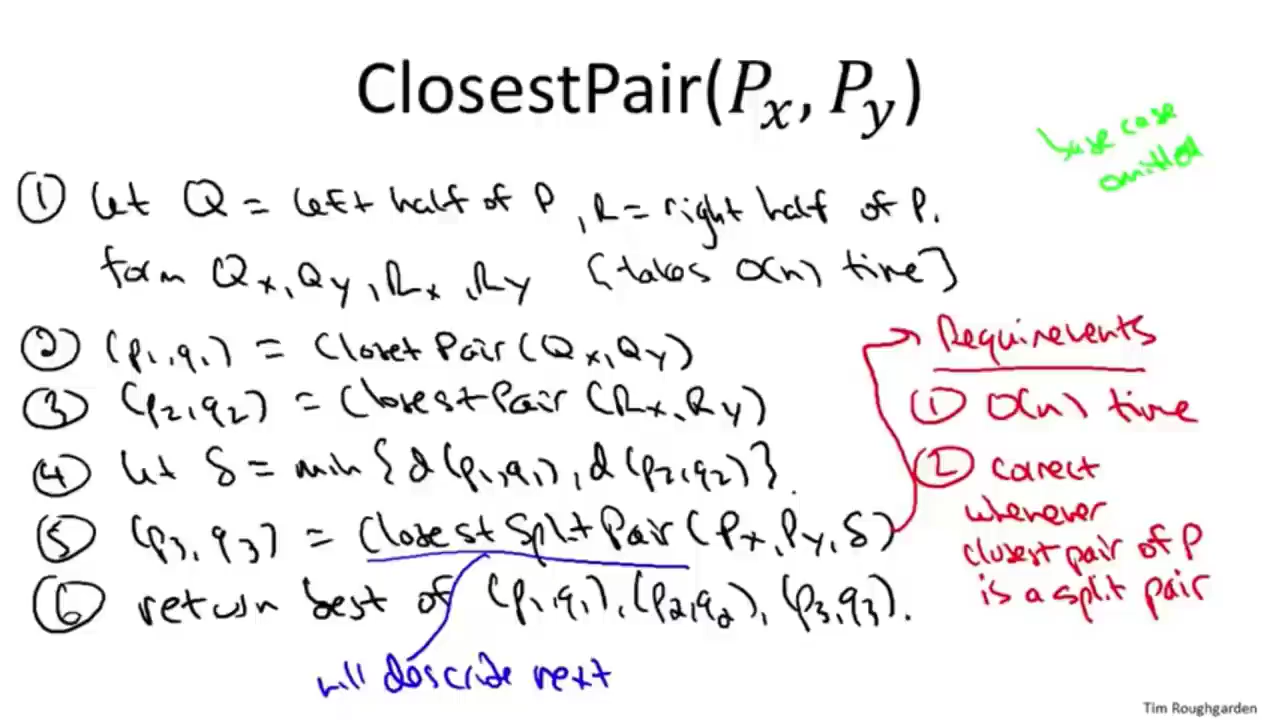 ClosestPair(Pₓ, Pᵧ)
base case
omitted
① Let Q = left half of P, R = right half of P.
form Qx, Qy, Rx, Ry [takes O(n) time]
② (p1,q1) = ClosestPair(Qx,Qy)
③ (p2,q2) = ClosestPair(Rx,Ry)
④ let δ = min{d(p1,q1), d(p2,q2)}.
⑤ (p3,q3) = ClosestSplitPair(Px,Py,δ)
⑥ return best of (p1,q1), (p2,q2), (p3,q3).
will describe next
Requirements
① O(n) time
② correct
whenever
closest pair of P
is a split pair
Tim Roughgarden